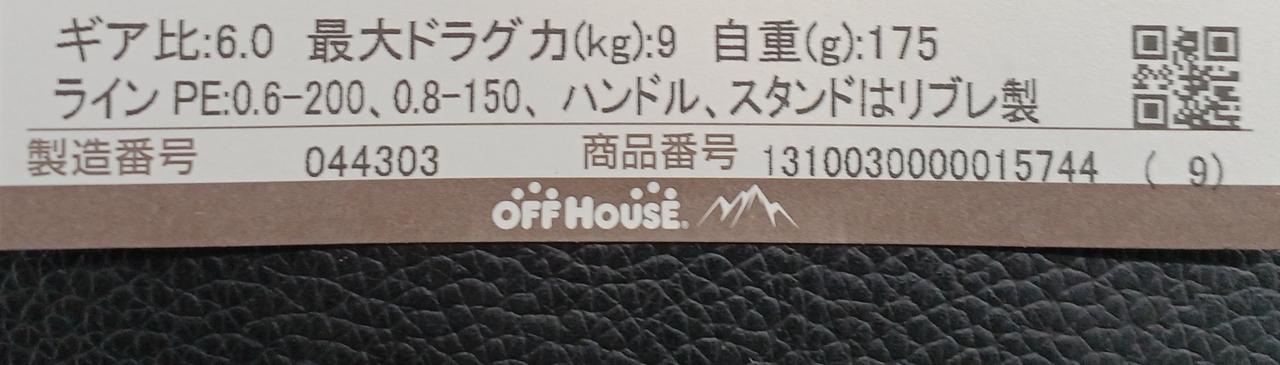 ギア比:6.0 最大ドラグ力(kg):9 自重(g):175
ラインPE:0.6-200、0.8-150、 ハンドル、スタンドはリブレ製
製造番号 044303 商品番号 1310030000015744 ( 9)
OFF HOUSE®